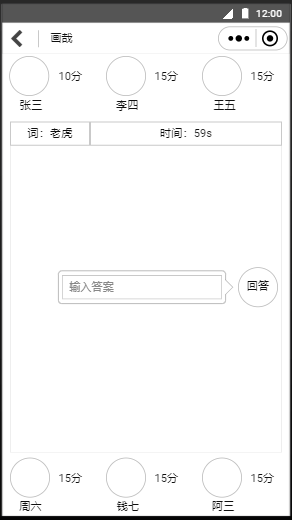 12:00
画哉
10分 15分 15分
张三 李四 王五
词：老虎 时间：59s
输入答案 回答
15分 15分 15分
周六 钱七 阿三